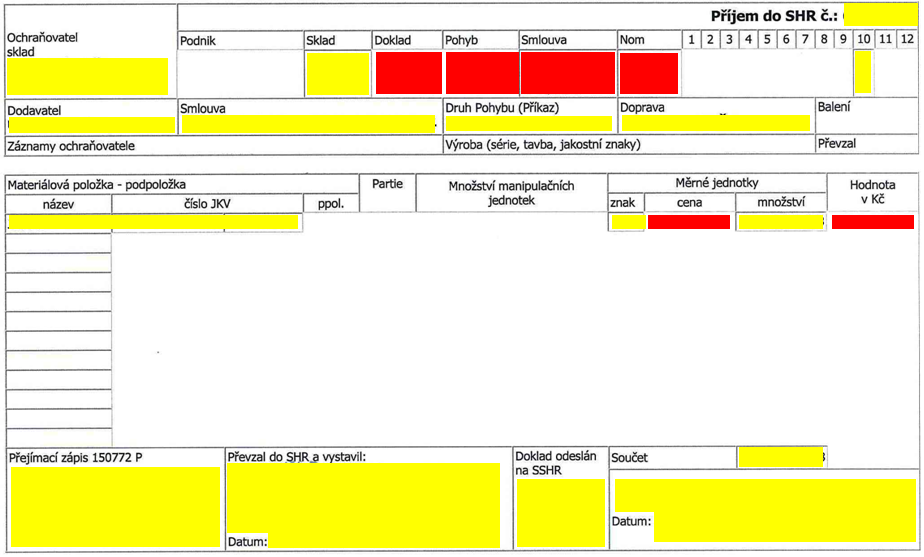 Příjem do SHR č.:
Ochraňovatel
sklad
Podnik Sklad Doklad Pohyb Smlouva Nom 1 2 3 4 5 6 7 8 9 10 11 12
Dodavatel Smlouva Druh Pohybu (Příkaz) Doprava Balení
Záznamy ochraňovatele Výroba (série, tavba, jakostní znaky) Převzal
Materiálová položka - podpoložka Partie Množství manipulačních jednotek Měrné jednotky Hodnota v Kč
název číslo JKV ppol. znak cena množství
Přejímací zápis 150772 P Převzal do SHR a vystavil: Doklad odeslán na SSHR Součet
Datum: Datum: